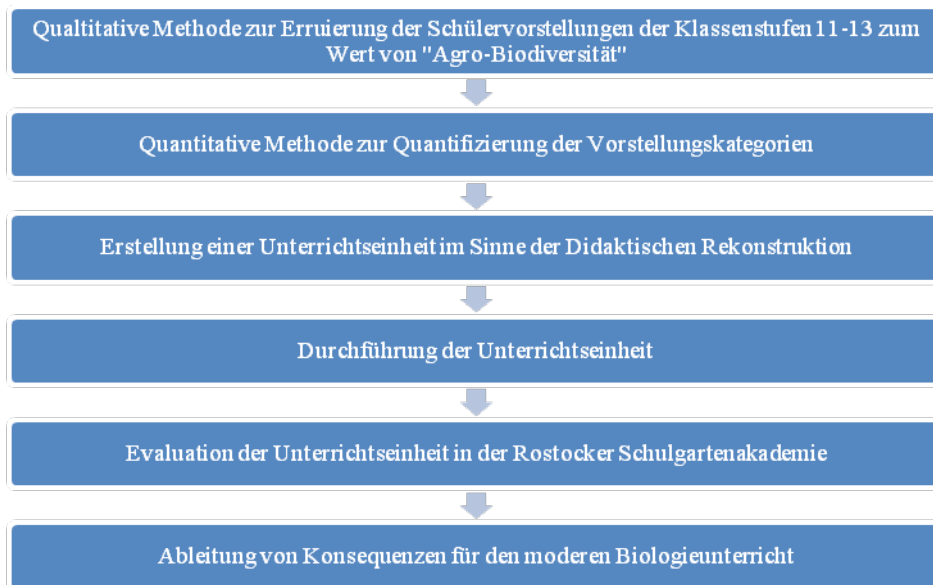 Qualtitative Methode zur Erruierung der Schülervorstellungen der Klassenstufen 11-13 zum
Wert von "Agro-Biodiversität"
Quantitative Methode zur Quantifizierung der Vorstellungskategorien
Erstellung einer Unterrichtseinheit im Sinne der Didaktischen Rekonstruktion
Durchführung der Unterrichtseinheit
Evaluation der Unterrichtseinheit in der Rostocker Schulgartenakademie
Ableitung von Konsequenzen für den moderen Biologieunterricht